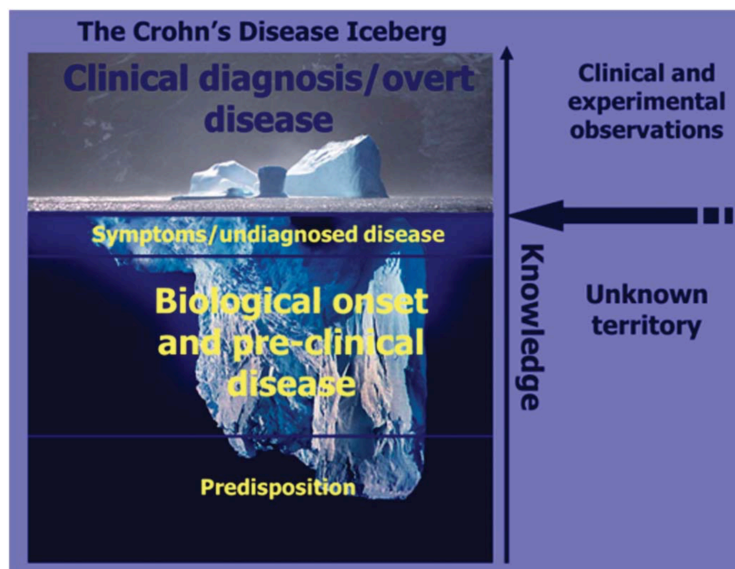 The Crohn's Disease Iceberg
Clinical diagnosis/overt
disease
Symptoms/undiagnosed disease
Biological onset
and pre-clinical
disease
Predisposition
Knowledge
Clinical and
experimental
observations
Unknown
territory